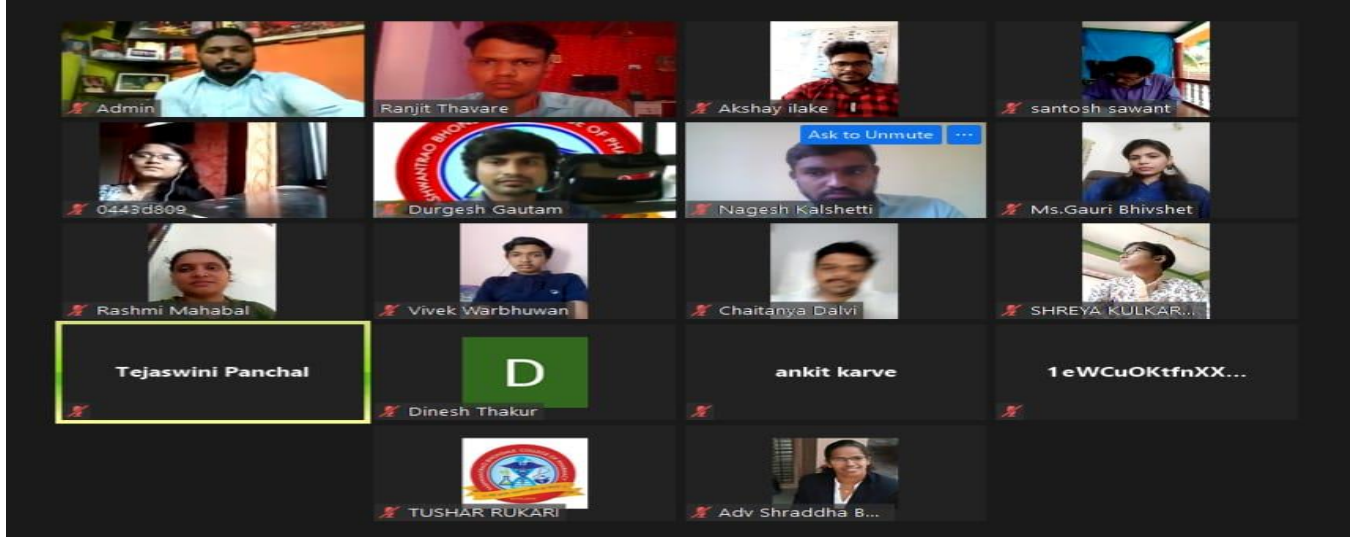 Admin
Ranjit Thavare
Akshay ilake
santosh sawant
0443d809
Durgesh Gautam
Ask to Unmute ...
Nagesh Kalshetti
Ms.Gauri Bhivshet
Rashmi Mahabal
Vivek Warbhuwan
Chaitanya Dalvi
SHREYA KULKAR...
Tejaswini Panchal
D
Dinesh Thakur
ankit karve
1eWCuOKtfnXX...
TUSHAR RUKARI
Adv Shraddha B...